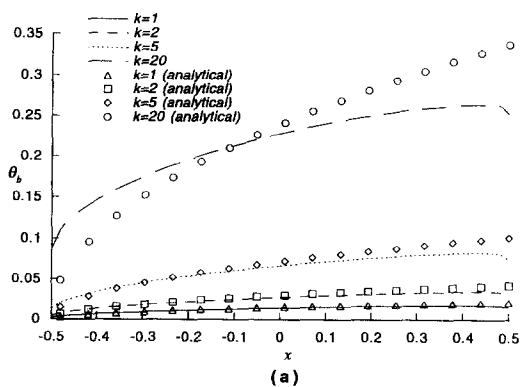 k=1
k=2
k=5
k=20
k=1 (analytical)
k=2 (analytical)
k=5 (analytical)
k=20 (analytical)
0.35
0.3
0.25
0.2
θb
0.15
0.1
0.05
0
-0.5 -0.4 -0.3 -0.2 -0.1 0 0.1 0.2 0.3 0.4 0.5
x
(a)